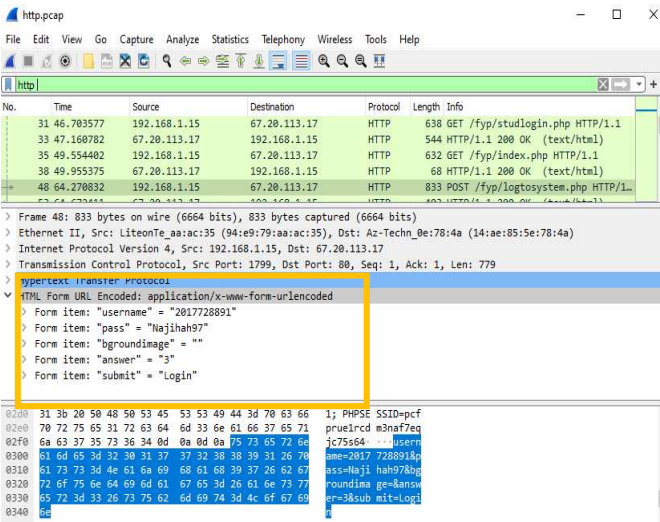 http.pcap
File Edit View Go Capture Analyze Statistics Telephony Wireless Tools Help
http
No. Time Source Destination Protocol Length Info
31 46.703577 192.168.1.15 67.20.113.17 HTTP 638 GET /fyp/studlogin.php HTTP/1.1
33 47.160782 67.20.113.17 192.168.1.15 HTTP 544 HTTP/1.1 200 OK (text/html)
35 49.554402 192.168.1.15 67.20.113.17 HTTP 632 GET /fyp/index.php HTTP/1.1
38 49.955375 67.20.113.17 192.168.1.15 HTTP 68 HTTP/1.1 200 OK (text/html)
48 64.270832 192.168.1.15 67.20.113.17 HTTP 833 POST /fyp/logtosystem.php HTTP/1…
Frame 48: 833 bytes on wire (6664 bits), 833 bytes captured (6664 bits)
Ethernet II, Src: LiteonTe_aa:ac:35 (94:e9:79:aa:ac:35), Dst: Az-Techn_0e:78:4a (14:ae:85:5e:78:4a)
Internet Protocol Version 4, Src: 192.168.1.15, Dst: 67.20.113.17
Transmission Control Protocol, Src Port: 1799, Dst Port: 80, Seq: 1, Ack: 1, Len: 779
Hypertext Transfer Protocol
HTML Form URL Encoded: application/x-www-form-urlencoded
Form item: "username" = "2017728891"
Form item: "pass" = "Najihah97"
Form item: "bgroundimage" = ""
Form item: "answer" = "3"
Form item: "submit" = "Login"
02d0 31 3b 20 50 48 50 53 45 53 53 49 44 3d 70 63 66 1; PHPSE SSID=pcf
02e0 70 72 75 65 31 72 63 64 6d 33 6e 61 66 37 65 71 prue1rcd m3naf7eq
02f0 6a 63 37 35 73 36 34 0d 0a 0d 0a 75 73 65 72 6e jc75s64· ···usern
0300 61 6d 65 3d 32 30 31 37 37 32 38 38 39 31 26 70 ame=2017 728891&p
0310 61 73 73 3d 4e 61 6a 69 68 61 68 39 37 26 62 67 ass=Naji hah97&bg
0320 72 6f 75 6e 64 69 6d 61 67 65 3d 26 61 6e 73 77 roundima ge=&answ
0330 65 72 3d 33 26 73 75 62 6d 69 74 3d 4c 6f 67 69 er=3&sub mit=Logi
0340 6e n